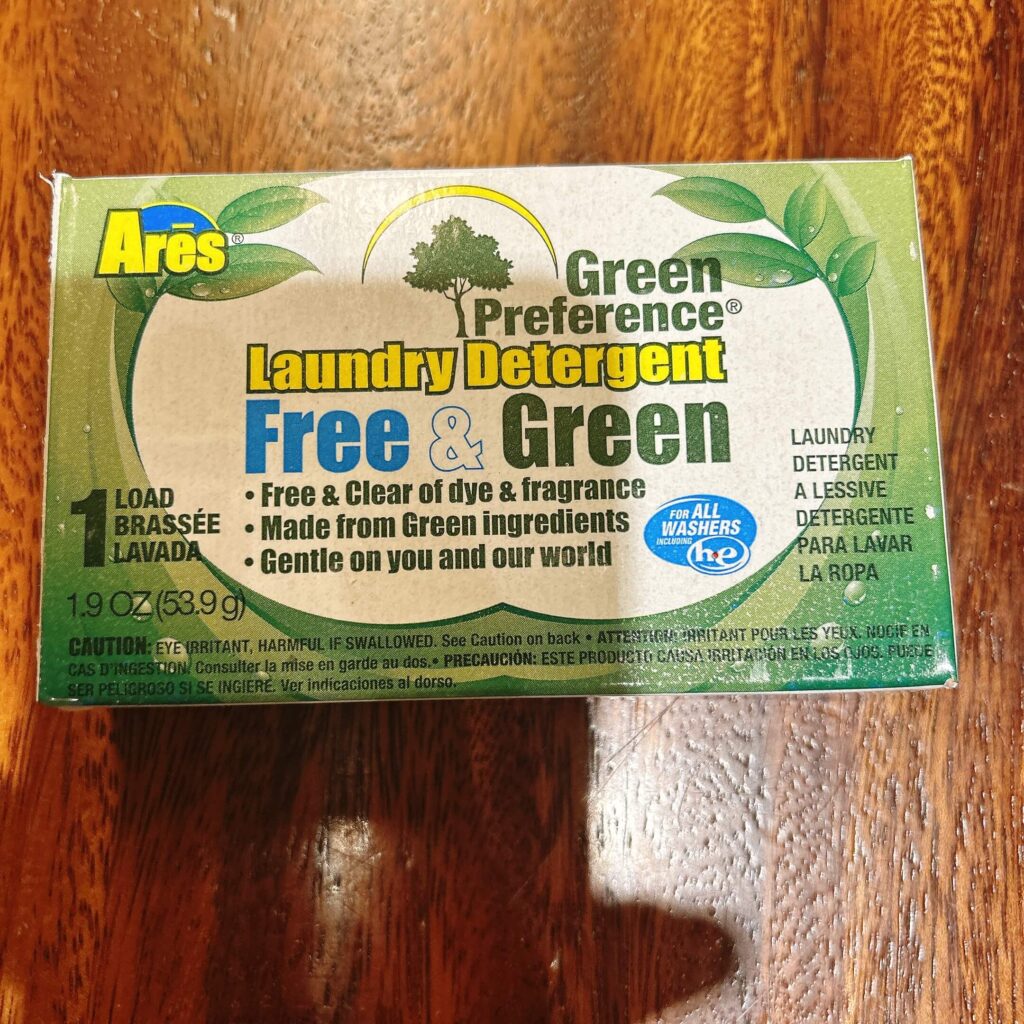 Arēs®
Green
Preference®
Laundry Detergent
Free & Green
• Free & Clear of dye & fragrance
• Made from Green ingredients
• Gentle on you and our world
1 LOAD
BRASSÉE
LAVADA
1.9 OZ (53.9 g)
FOR ALL
WASHERS
INCLUDING he
LAUNDRY
DETERGENT
A LESSIVE
DETERGENTE
PARA LAVAR
LA ROPA
CAUTION: EYE IRRITANT, HARMFUL IF SWALLOWED. See Caution on back • ATTENTION: IRRITANT POUR LES YEUX. NOCIF EN
CAS D'INGESTION. Consulter la mise en garde au dos. • PRECAUCIÓN: ESTE PRODUCTO CAUSA IRRITACIÓN EN LOS OJOS. PUEDE
SER PELIGROSO SI SE INGIERE. Ver indicaciones al dorso.